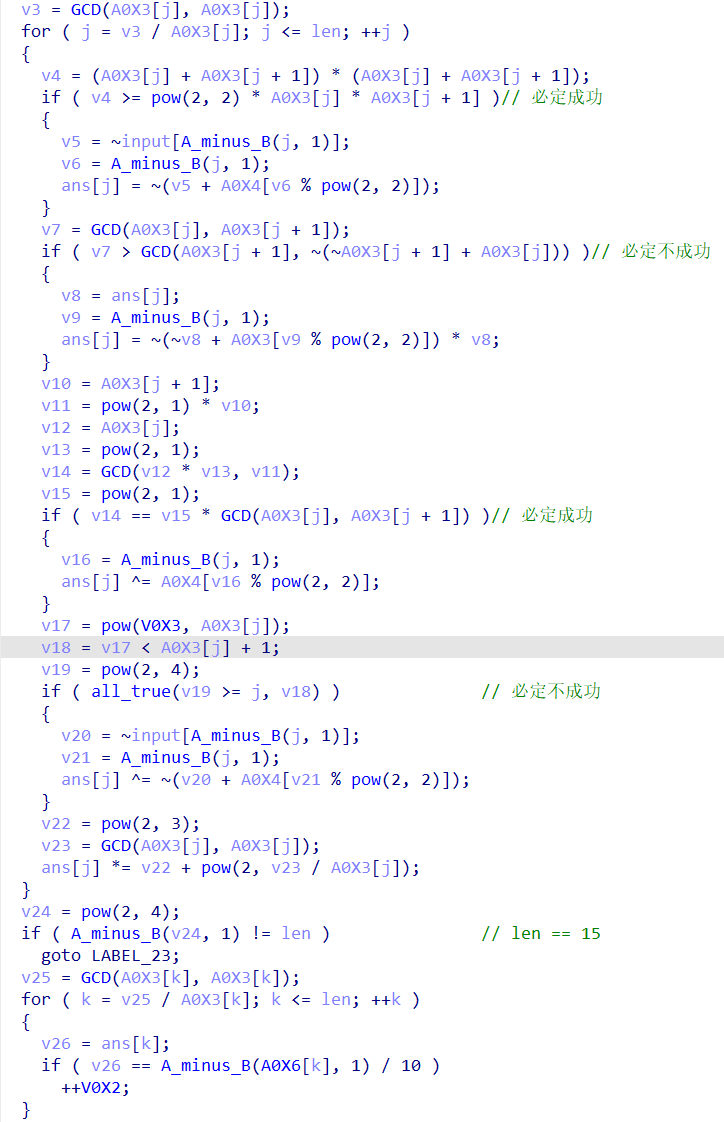 v3 = GCD(A0X3[j], A0X3[j]);
for ( j = v3 / A0X3[j]; j <= len; ++j )
{
v4 = (A0X3[j] + A0X3[j + 1]) * (A0X3[j] + A0X3[j + 1]);
if ( v4 >= pow(2, 2) * A0X3[j] * A0X3[j + 1] )// 必定成功
{
v5 = ~input[A_minus_B(j, 1)];
v6 = A_minus_B(j, 1);
ans[j] = ~(v5 + A0X4[v6 % pow(2, 2)]);
}
v7 = GCD(A0X3[j], A0X3[j + 1]);
if ( v7 > GCD(A0X3[j + 1], ~(~A0X3[j + 1] + A0X3[j])) )// 必定不成功
{
v8 = ans[j];
v9 = A_minus_B(j, 1);
ans[j] = ~(~v8 + A0X3[v9 % pow(2, 2)]) * v8;
}
v10 = A0X3[j + 1];
v11 = pow(2, 1) * v10;
v12 = A0X3[j];
v13 = pow(2, 1);
v14 = GCD(v12 * v13, v11);
v15 = pow(2, 1);
if ( v14 == v15 * GCD(A0X3[j], A0X3[j + 1]) )// 必定成功
{
v16 = A_minus_B(j, 1);
ans[j] ^= A0X4[v16 % pow(2, 2)];
}
v17 = pow(V0X3, A0X3[j]);
v18 = v17 < A0X3[j] + 1;
v19 = pow(2, 4);
if ( all_true(v19 >= j, v18) ) // 必定不成功
{
v20 = ~input[A_minus_B(j, 1)];
v21 = A_minus_B(j, 1);
ans[j] ^= ~(v20 + A0X4[v21 % pow(2, 2)]);
}
v22 = pow(2, 3);
v23 = GCD(A0X3[j], A0X3[j]);
ans[j] *= v22 + pow(2, v23 / A0X3[j]);
}
v24 = pow(2, 4);
if ( A_minus_B(v24, 1) != len ) // len == 15
goto LABEL_23;
v25 = GCD(A0X3[k], A0X3[k]);
for ( k = v25 / A0X3[k]; k <= len; ++k )
{
v26 = ans[k];
if ( v26 == A_minus_B(A0X6[k], 1) / 10 )
++V0X2;
}